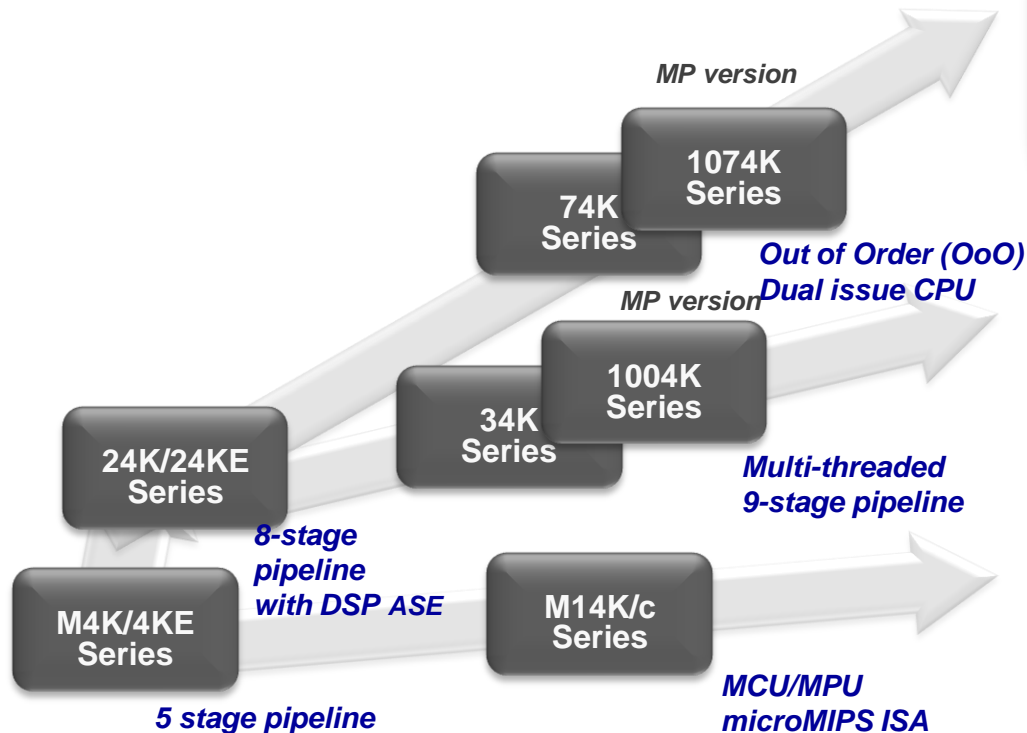 MP version
1074K
Series
74K
Series
Out of Order (OoO)
Dual issue CPU
MP version
1004K
Series
34K
Series
24K/24KE
Series
Multi-threaded
9-stage pipeline
8-stage
pipeline
with DSP ASE
M4K/4KE
Series
M14K/c
Series
5 stage pipeline
MCU/MPU
microMIPS ISA